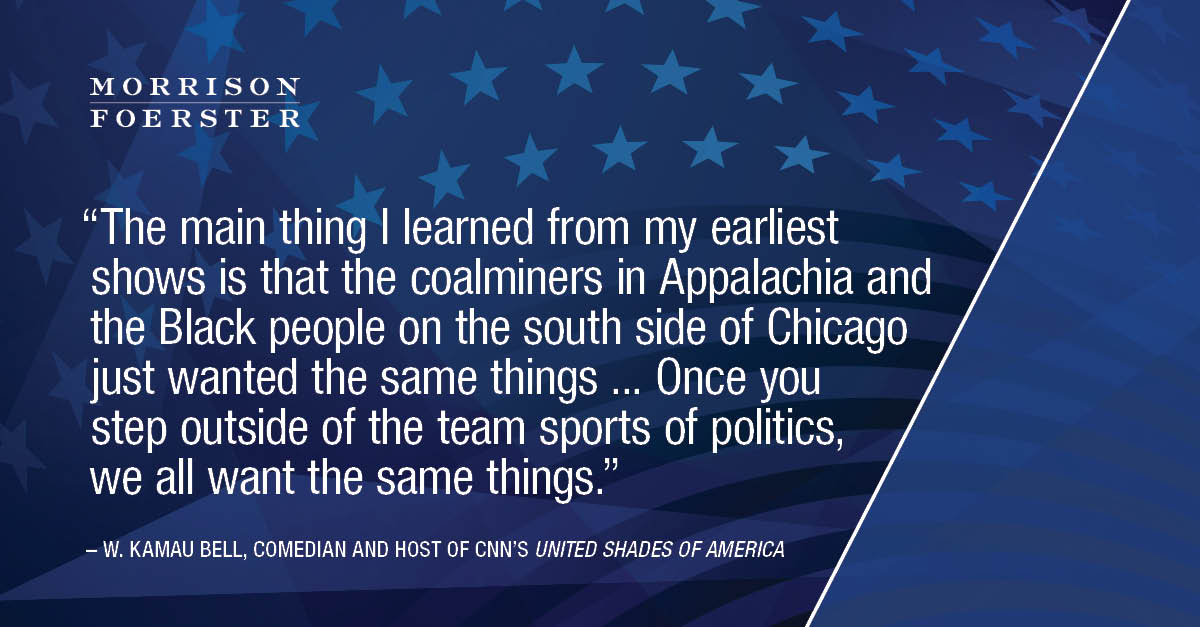 MORRISON
FOERSTER
“The main thing I learned from my earliest
shows is that the coalminers in Appalachia and
the Black people on the south side of Chicago
just wanted the same things ... Once you
step outside of the team sports of politics,
we all want the same things.”
– W. KAMAU BELL, COMEDIAN AND HOST OF CNN’S UNITED SHADES OF AMERICA